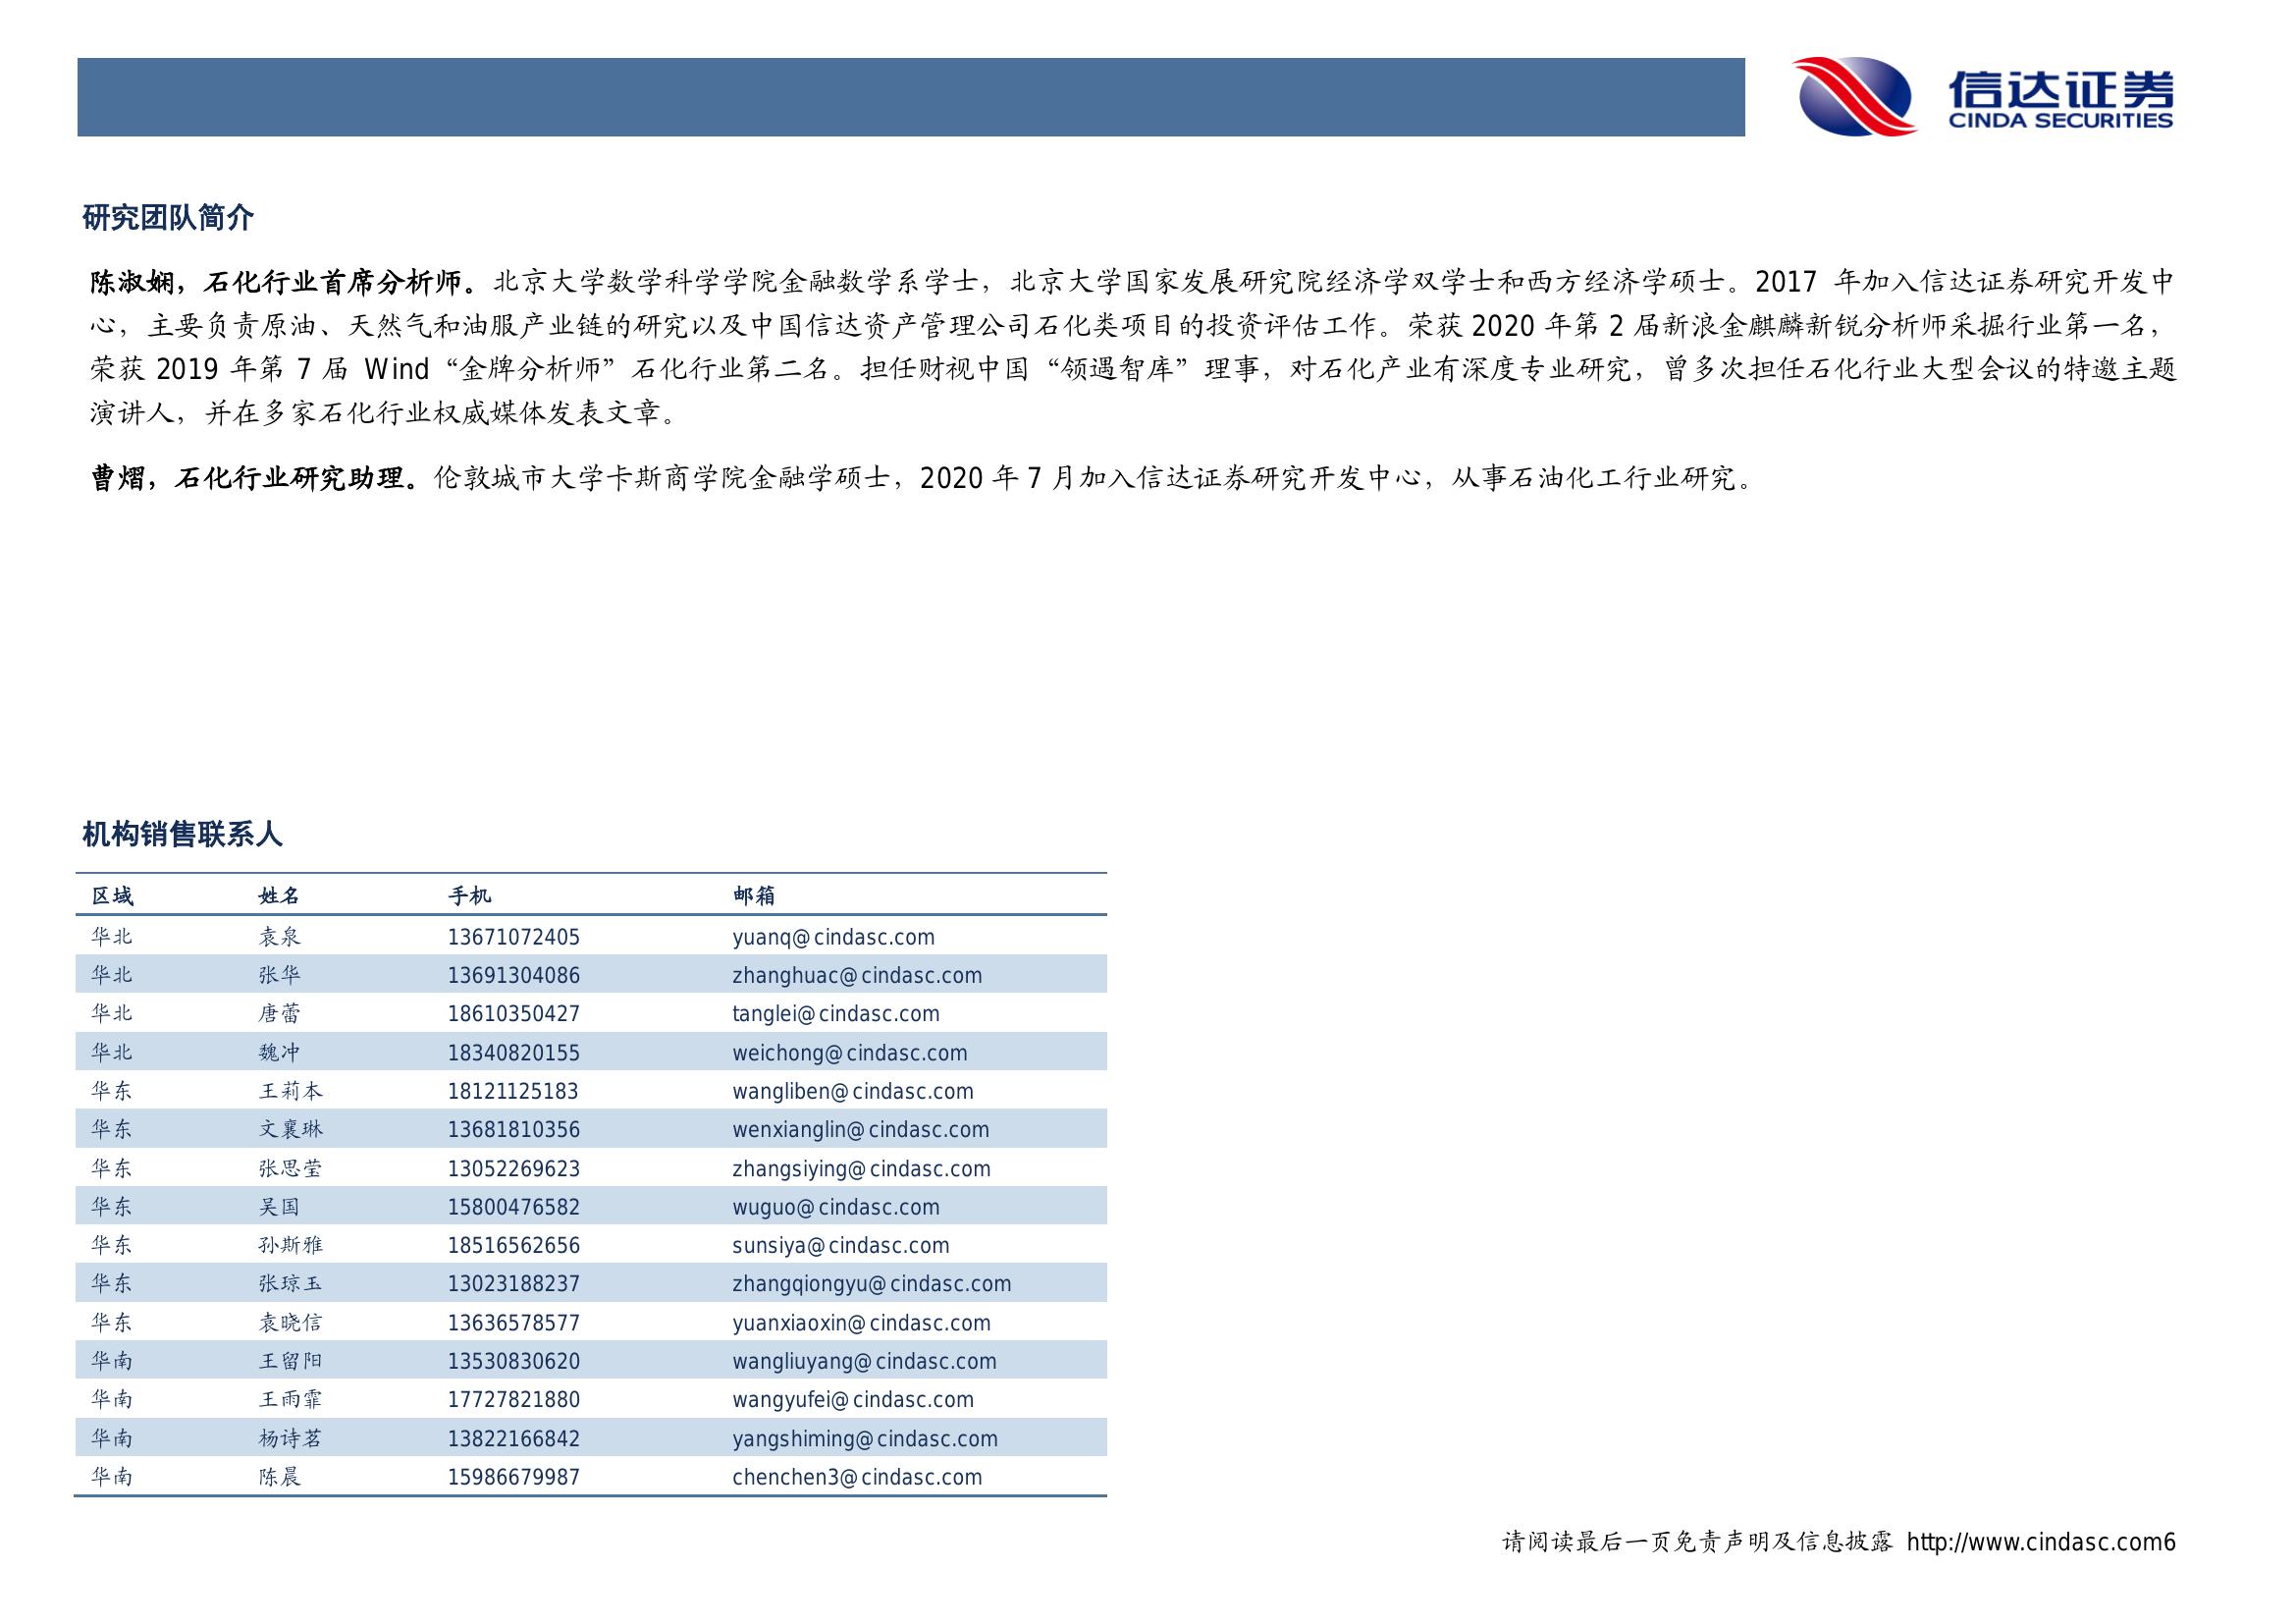 信达证券
CINDA SECURITIES
研究团队简介
陈淑娴，石化行业首席分析师。北京大学数学科学学院金融数学系学士，北京大学国家发展研究院经济学双学士和西方经济学硕士。2017 年加入信达证券研究开发中
心，主要负责原油、天然气和油服产业链的研究以及中国信达资产管理公司石化类项目的投资评估工作。荣获 2020 年第 2 届新浪金麒麟新锐分析师采掘行业第一名，
荣获 2019 年第 7 届 Wind“金牌分析师”石化行业第二名。担任财视中国“领遇智库”理事，对石化产业有深度专业研究，曾多次担任石化行业大型会议的特邀主题
演讲人，并在多家石化行业权威媒体发表文章。
曹熠，石化行业研究助理。伦敦城市大学卡斯商学院金融学硕士，2020 年 7 月加入信达证券研究开发中心，从事石油化工行业研究。
机构销售联系人
区域 姓名 手机 邮箱
华北 袁泉 13671072405 yuanq@cindasc.com
华北 张华 13691304086 zhanghuac@cindasc.com
华北 唐蕾 18610350427 tanglei@cindasc.com
华北 魏冲 18340820155 weichong@cindasc.com
华东 王莉本 18121125183 wangliben@cindasc.com
华东 文襄琳 13681810356 wenxianglin@cindasc.com
华东 张思莹 13052269623 zhangsiying@cindasc.com
华东 吴国 15800476582 wuguo@cindasc.com
华东 孙斯雅 18516562656 sunsiya@cindasc.com
华东 张琼玉 13023188237 zhangqiongyu@cindasc.com
华东 袁晓信 13636578577 yuanxiaoxin@cindasc.com
华南 王留阳 13530830620 wangliuyang@cindasc.com
华南 王雨霏 17727821880 wangyufei@cindasc.com
华南 杨诗茗 13822166842 yangshiming@cindasc.com
华南 陈晨 15986679987 chenchen3@cindasc.com
请阅读最后一页免责声明及信息披露 http://www.cindasc.com6